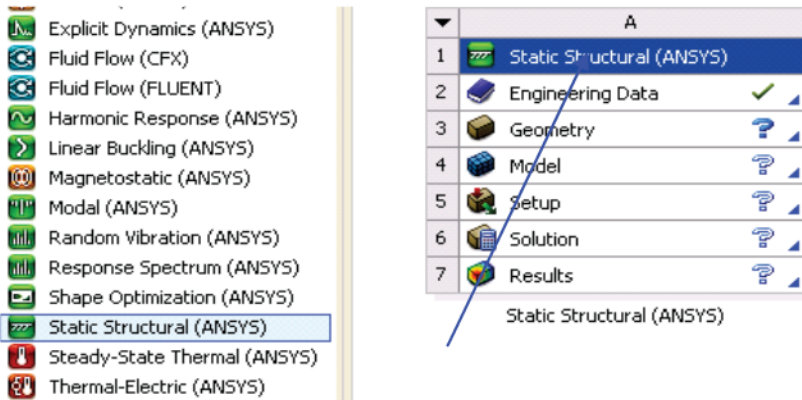 Explicit Dynamics (ANSYS)
Fluid Flow (CFX)
Fluid Flow (FLUENT)
Harmonic Response (ANSYS)
Linear Buckling (ANSYS)
Magnetostatic (ANSYS)
Modal (ANSYS)
Random Vibration (ANSYS)
Response Spectrum (ANSYS)
Shape Optimization (ANSYS)
Static Structural (ANSYS)
Steady-State Thermal (ANSYS)
Thermal-Electric (ANSYS)
A
1 Static Structural (ANSYS)
2 Engineering Data
3 Geometry ?
4 Model ?
5 Setup ?
6 Solution ?
7 Results ?
Static Structural (ANSYS)